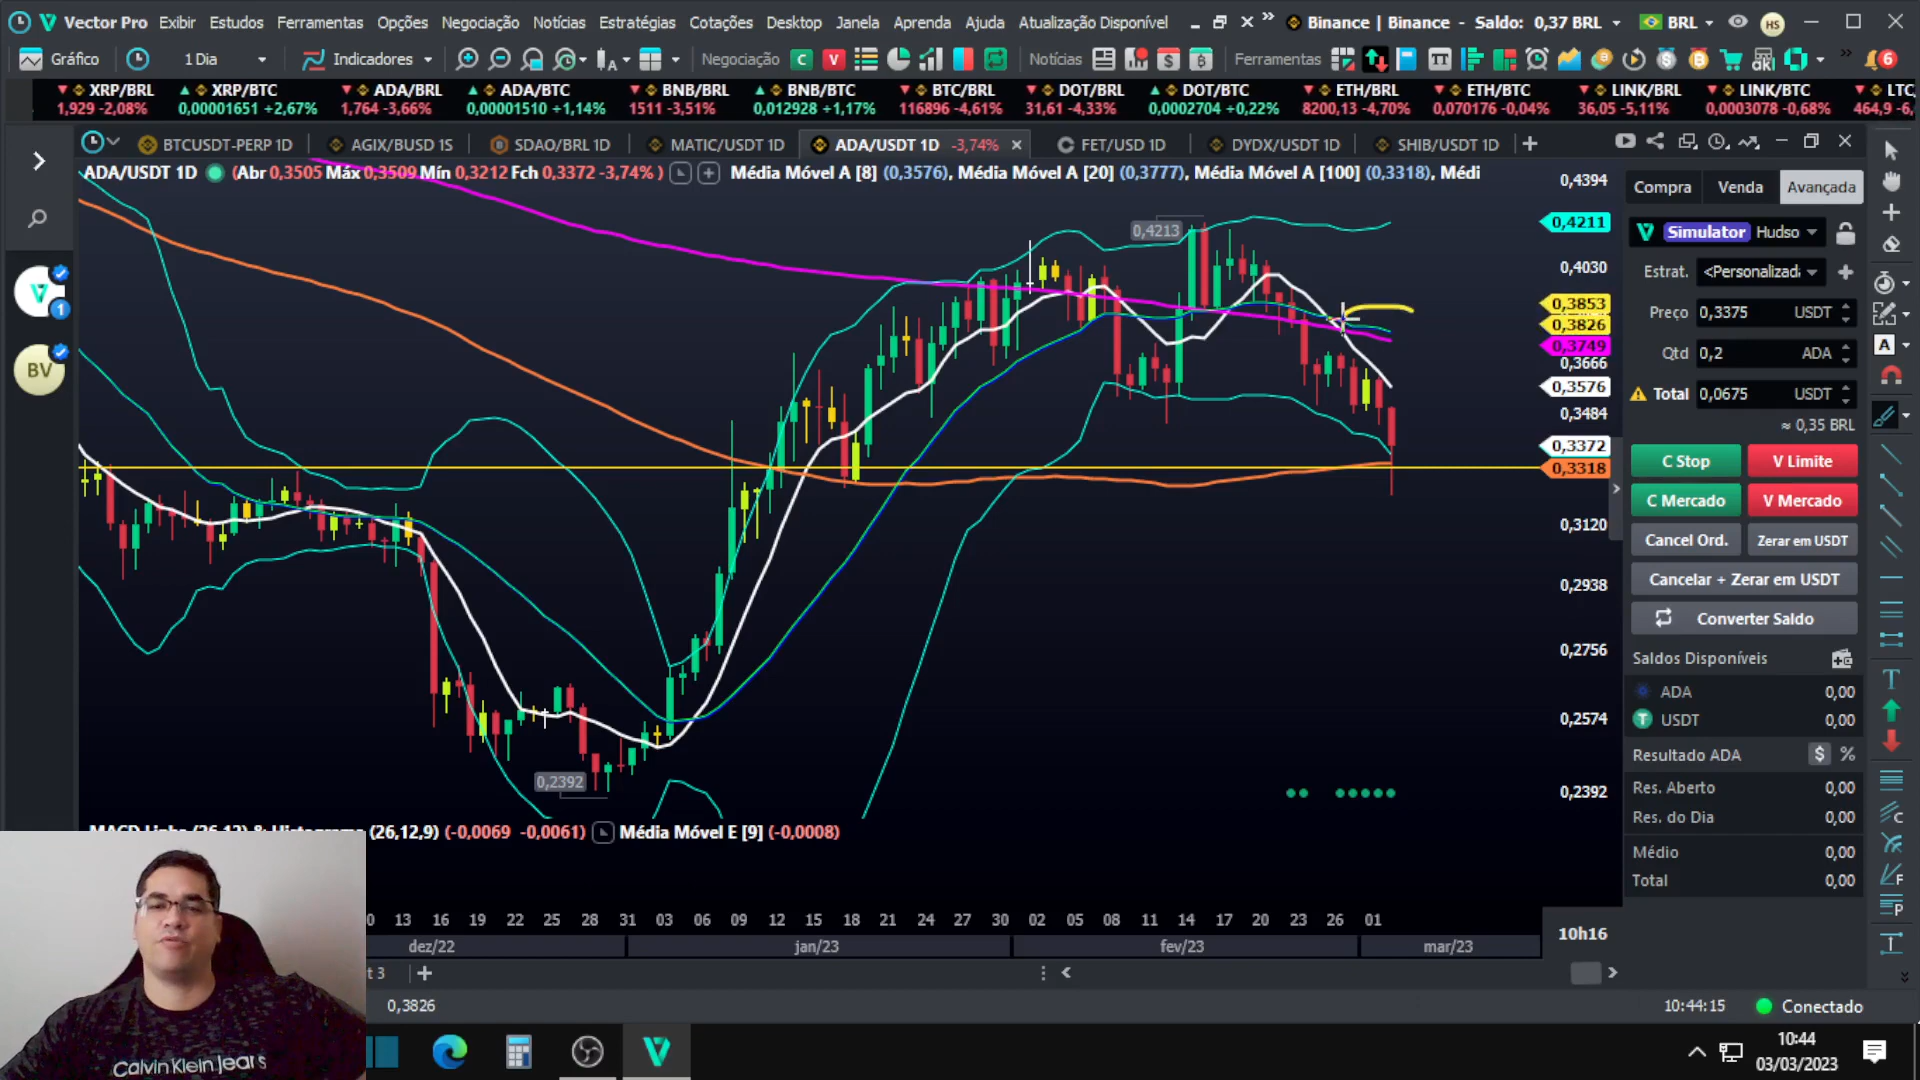 Vector Pro Exibir Estudos Ferramentas Opções Negociação Notícias Estratégias Cotações Desktop Janela Aprenda Ajuda Atualização Disponível
Binance | Binance - Saldo: 0,37 BRL BRL HS
Gráfico 1 Dia Indicadores Negociação C V Notícias Ferramentas 6
XRP/BRL XRP/BTC ADA/BRL ADA/BTC BNB/BRL BNB/BTC BTC/BRL DOT/BRL DOT/BTC ETH/BRL ETH/BTC LINK/BRL LINK/BTC LTC
1,929 -2,08% 0,00001651 +2,67% 1,764 -3,66% 0,00001510 +1,14% 1511 -3,51% 0,012928 +1,17% 116896 -4,61% 31,61 -4,33% 0,0002704 +0,22% 8200,13 -4,70% 0,070176 -0,04% 36,05 -5,11% 0,0003078 -0,68% 464,9 -6,
BTCUSDT-PERP 1D AGIX/BUSD 1S SDAO/BRL 1D MATIC/USDT 1D ADA/USDT 1D -3,74% FET/USD 1D DYDX/USDT 1D SHIB/USDT 1D
ADA/USDT 1D (Abr 0,3505 Máx 0,3509 Mín 0,3212 Fch 0,3372 -3,74% ) Média Móvel A [8] (0,3576), Média Móvel A [20] (0,3777), Média Móvel A [100] (0,3318), Médi
0,4394
0,4211
0,4213
0,4030
0,3853
0,3826
0,3749
0,3666
0,3576
0,3484
0,3372
0,3318
0,3120
0,2938
0,2756
0,2574
0,2392
0,2392
1
BV
Compra Venda Avançada
Simulator Hudso
Estrat. <Personalizad
Preço 0,3375 USDT
Qtd 0,2 ADA
Total 0,0675 USDT
≈ 0,35 BRL
C Stop V Limite
C Mercado V Mercado
Cancel Ord. Zerar em USDT
Cancelar + Zerar em USDT
Converter Saldo
Saldos Disponíveis
ADA 0,00
USDT 0,00
Resultado ADA $ %
Res. Aberto 0,00
Res. do Dia 0,00
Médio 0,00
Total 0,00
(26,12,9) (-0,0069 -0,0061) Média Móvel E [9] (-0,0008)
0 13 16 19 22 25 28 31 03 06 09 12 15 18 21 24 27 30 02 05 08 11 14 17 20 23 26 01
dez/22 jan/23 fev/23 mar/23
10h16
t 3
0,3826
10:44:15 Conectado
10:44
03/03/2023
Calvin Klein Jeans